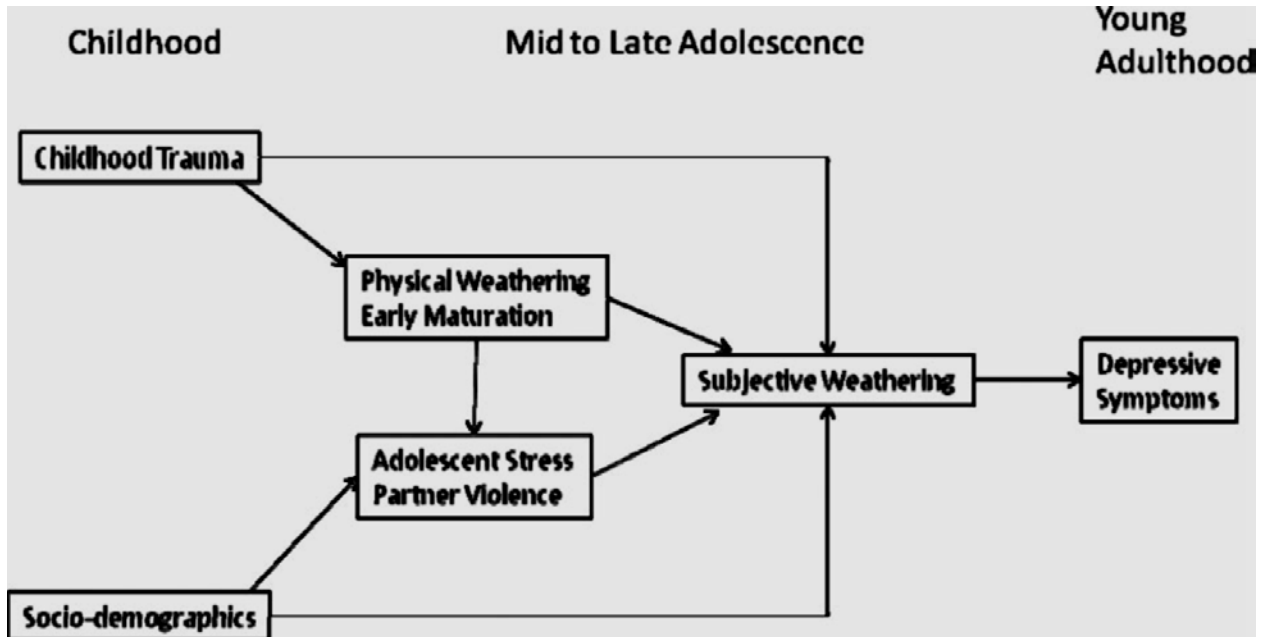 Childhood
Mid to Late Adolescence
Young
Adulthood
Childhood Trauma
Physical Weathering
Early Maturation
Subjective Weathering
Depressive
Symptoms
Adolescent Stress
Partner Violence
Socio-demographics